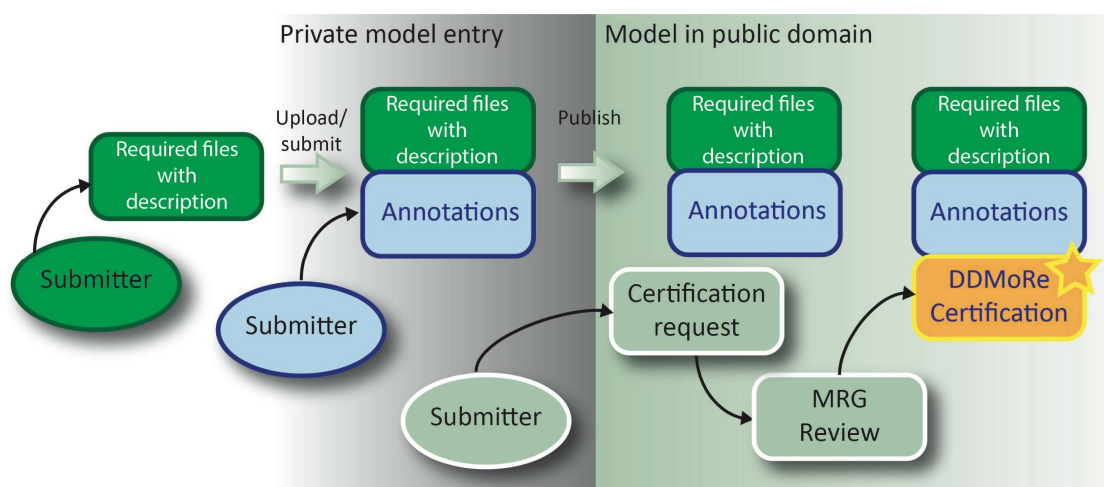 Private model entry
Model in public domain
Required files
with
description
Submitter
Upload/
submit
Required files
with
description
Annotations
Submitter
Publish
Required files
with
description
Annotations
Submitter
Certification
request
MRG
Review
Required files
with
description
Annotations
DDMoRe
Certification